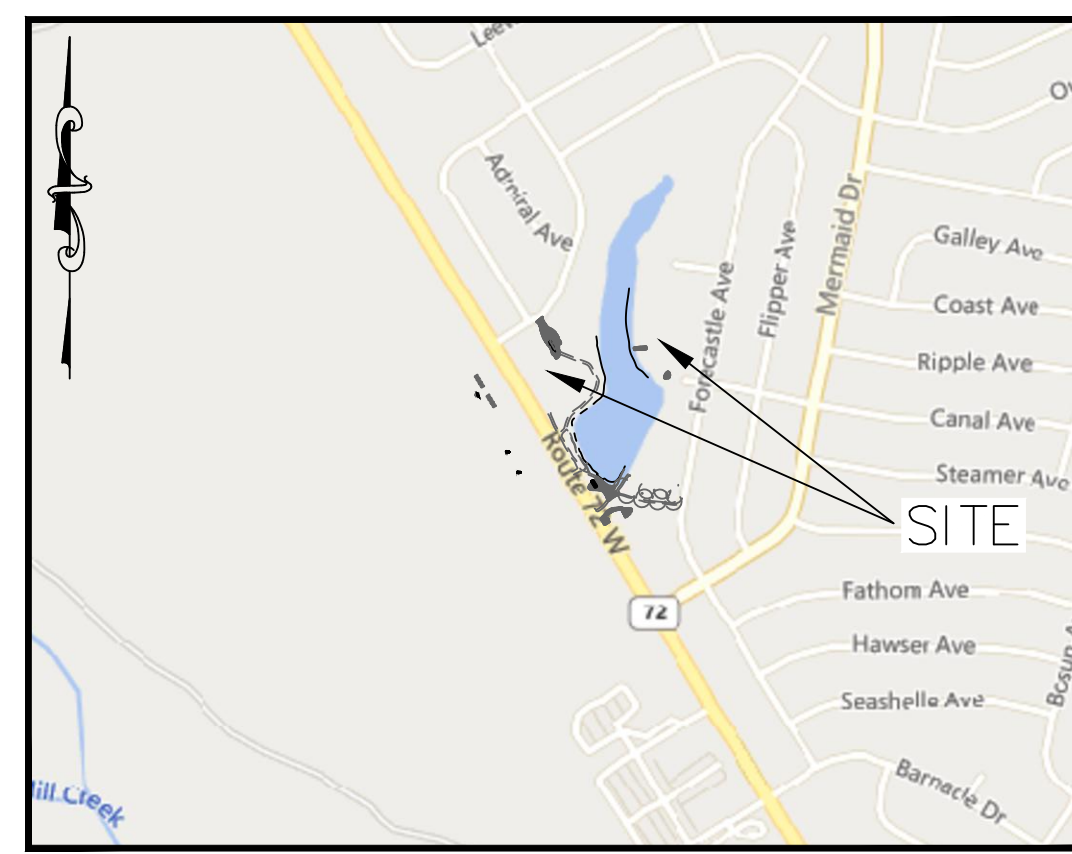 Admiral Ave
Mermaid Dr
Galley Ave
Flipper Ave
Forecastle Ave
Coast Ave
Ripple Ave
Canal Ave
Steamer Ave
Route 72 W
SITE
Fathom Ave
72
Hawser Ave
Seashelle Ave
Barnacle Dr
Creek